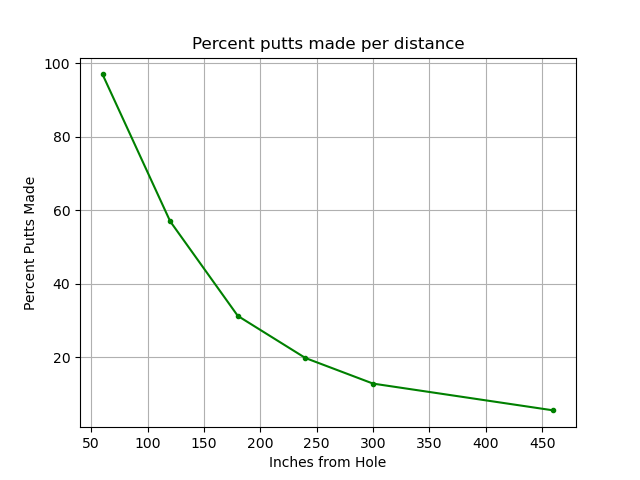 Percent putts made per distance
100
80
60
40
20
Percent Putts Made
50 100 150 200 250 300 350 400 450
Inches from Hole